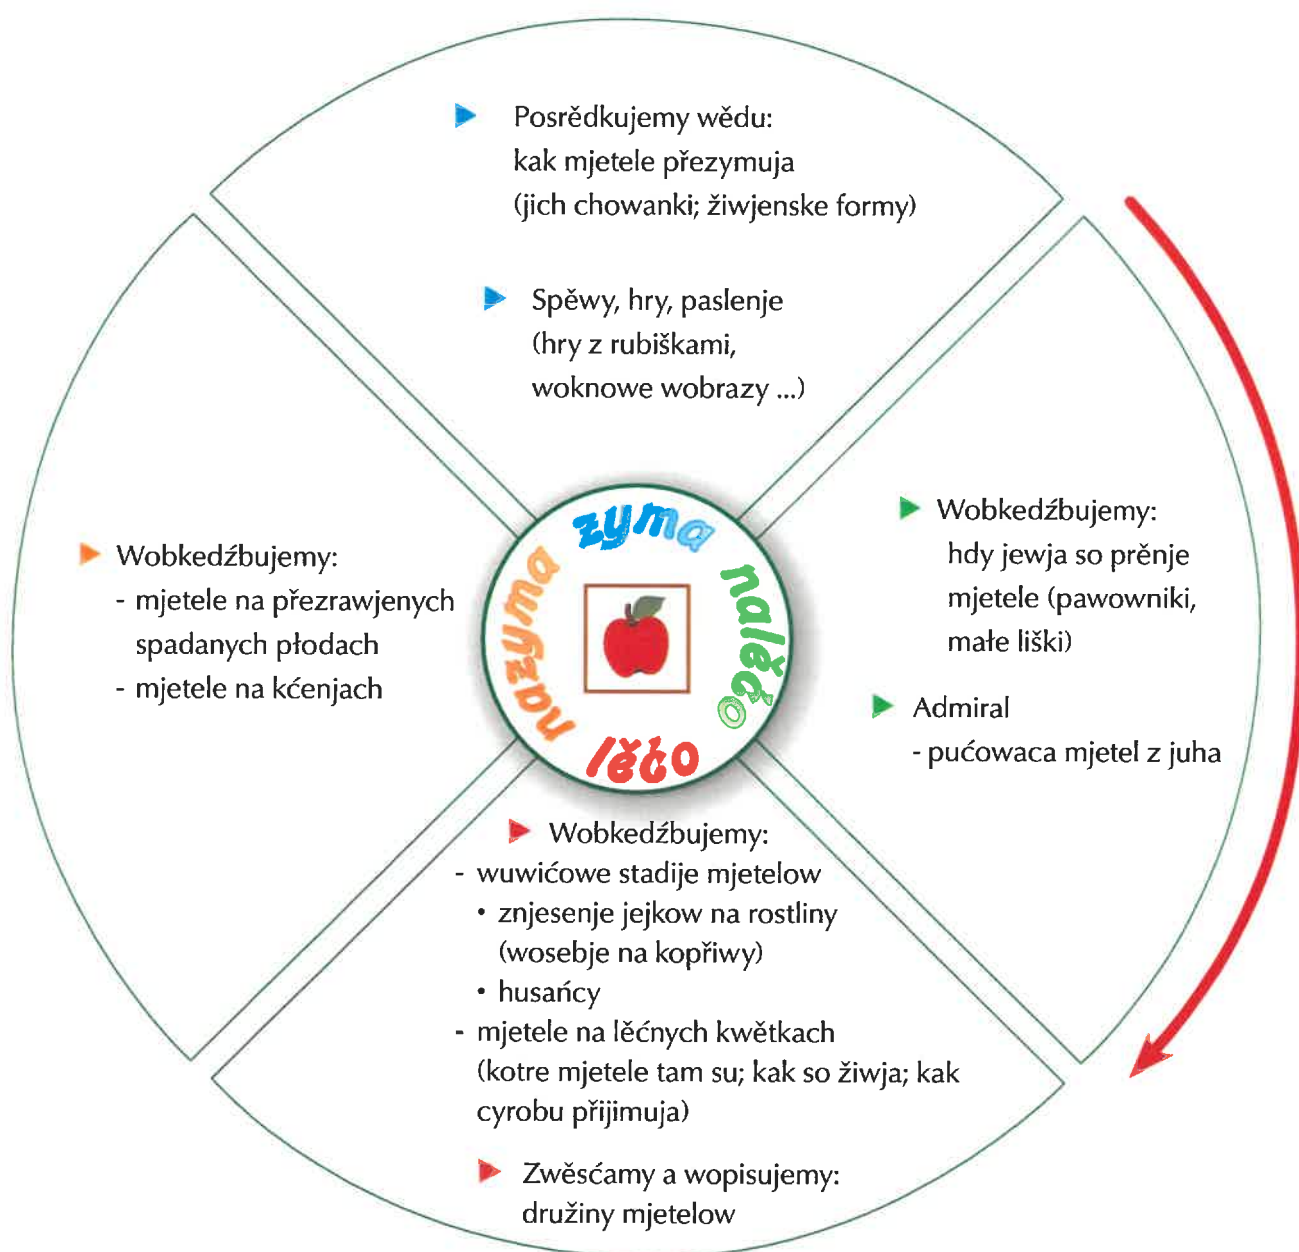 Posrědkujemy wědu:
kak mjetele přezymuja
(jich chowanki; žiwjenske formy)
Spěwy, hry, paslenje
(hry z rubiškami,
woknowe wobrazy ...)
Wobkedźbujemy:
hdy jewja so prěnje
mjetele (pawowniki,
małe liški)
Admiral
- pućowaca mjetel z juha
Wobkedźbujemy:
- wuwićowe stadije mjetelow
• znjesenje jejkow na rostliny
(wosebje na kopřiwy)
• husańcy
- mjetele na lěćnych kwětkach
(kotre mjetele tam su; kak so žiwja; kak
cyrobu přijimuja)
Zwěsćamy a wopisujemy:
družiny mjetelow
Wobkedźbujemy:
- mjetele na přezrawjenych
spadanych płodach
- mjetele na kćenjach
zyma
nalěćo
lěćo
nazyma